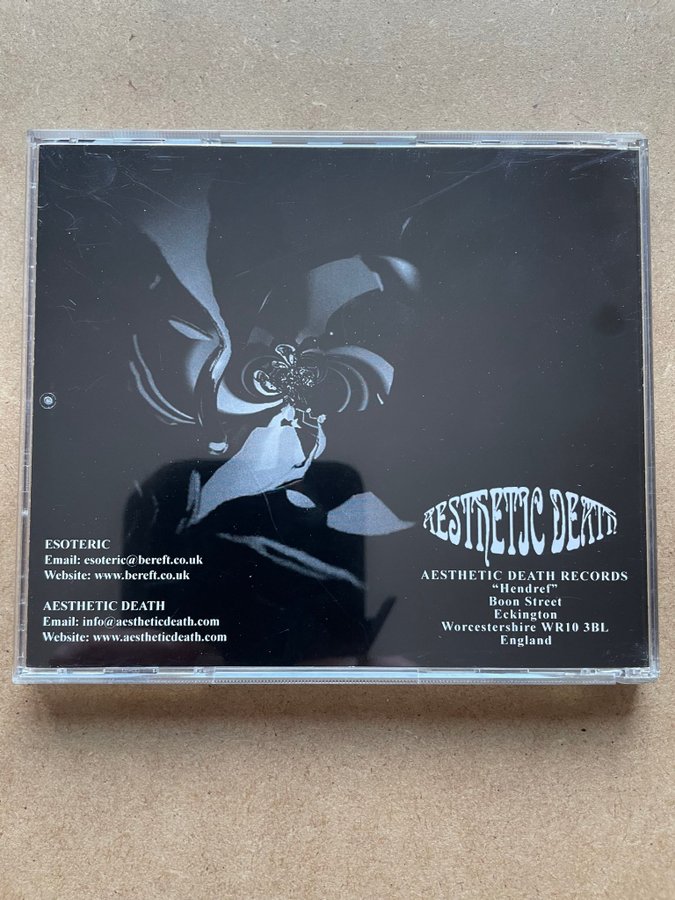 ESOTERIC
Email: esoteric@bereft.co.uk
Website: www.bereft.co.uk
AESTHETIC DEATH
Email: info@aestheticdeath.com
Website: www.aestheticdeath.com
AESTHETIC DEATH
AESTHETIC DEATH RECORDS
“Hendref”
Boon Street
Eckington
Worcestershire WR10 3BL
England